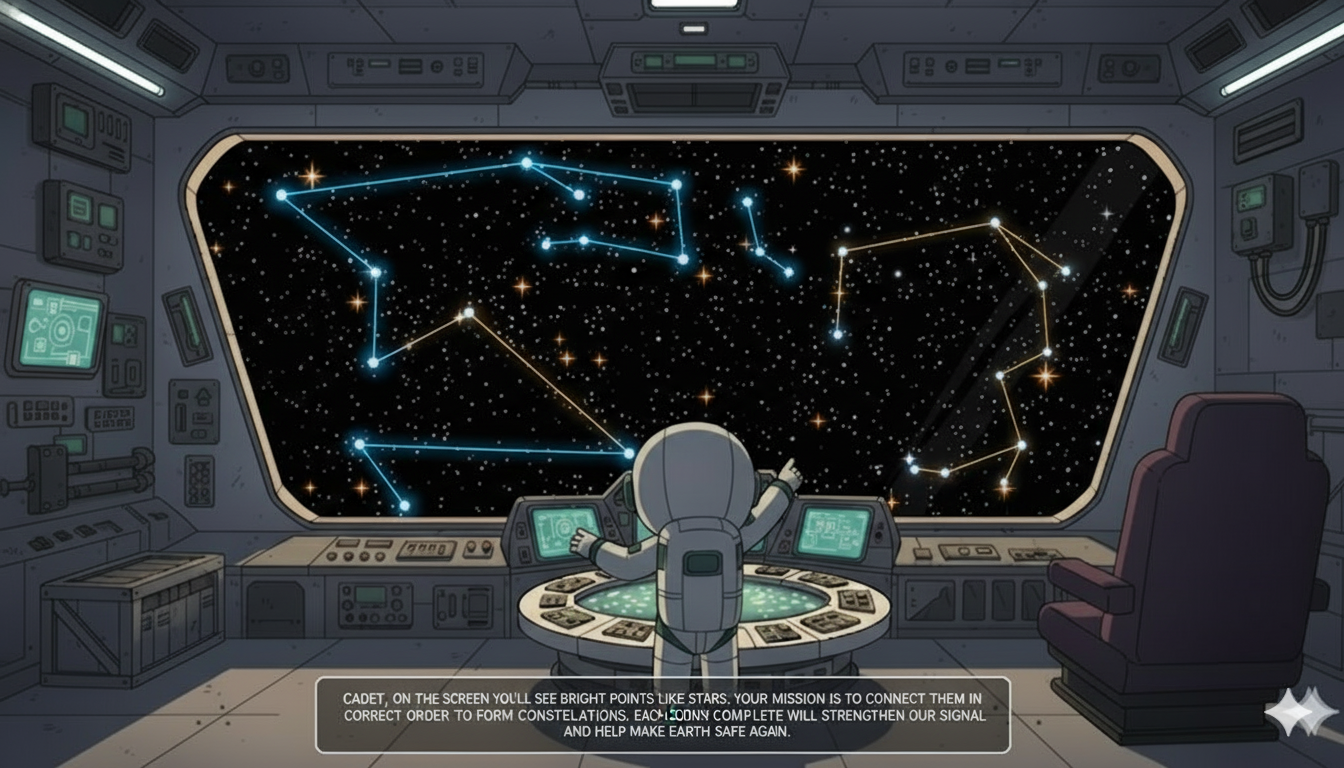 CADET, ON THE SCREEN YOU'LL SEE BRIGHT POINTS LIKE STARS. YOUR MISSION IS TO CONNECT THEM IN
CORRECT ORDER TO FORM CONSTELATIONS. EACH COMPLETE WILL STRENGTHEN OUR SIGNAL
AND HELP MAKE EARTH SAFE AGAIN.